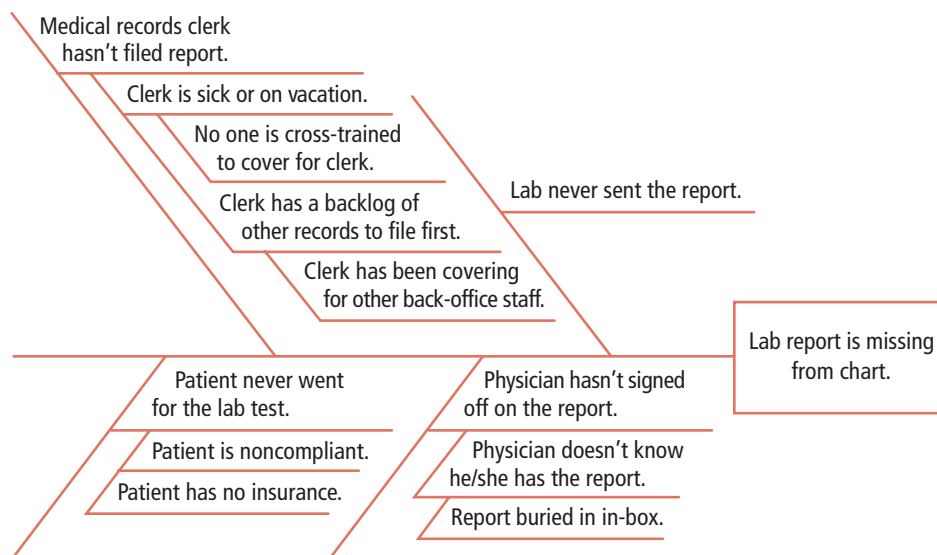 Medical records clerk
hasn't filed report.
Clerk is sick or on vacation.
No one is cross-trained
to cover for clerk.
Clerk has a backlog of
other records to file first.
Clerk has been covering
for other back-office staff.
Lab never sent the report.
Lab report is missing
from chart.
Patient never went
for the lab test.
Patient is noncompliant.
Patient has no insurance.
Physician hasn't signed
off on the report.
Physician doesn't know
he/she has the report.
Report buried in in-box.